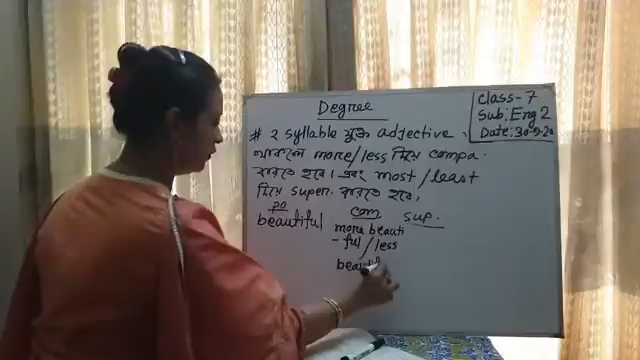 Degree
Class-7
Sub: Eng 2
Date: 30-9-20
# 2 syllable যুক্ত adjective
থাকলে more/less দিয়ে compa.
করতে হবে। এবং most/least
দিয়ে super. করতে হবে।
po com sup.
beautiful more beauti
-ful/less
beautif